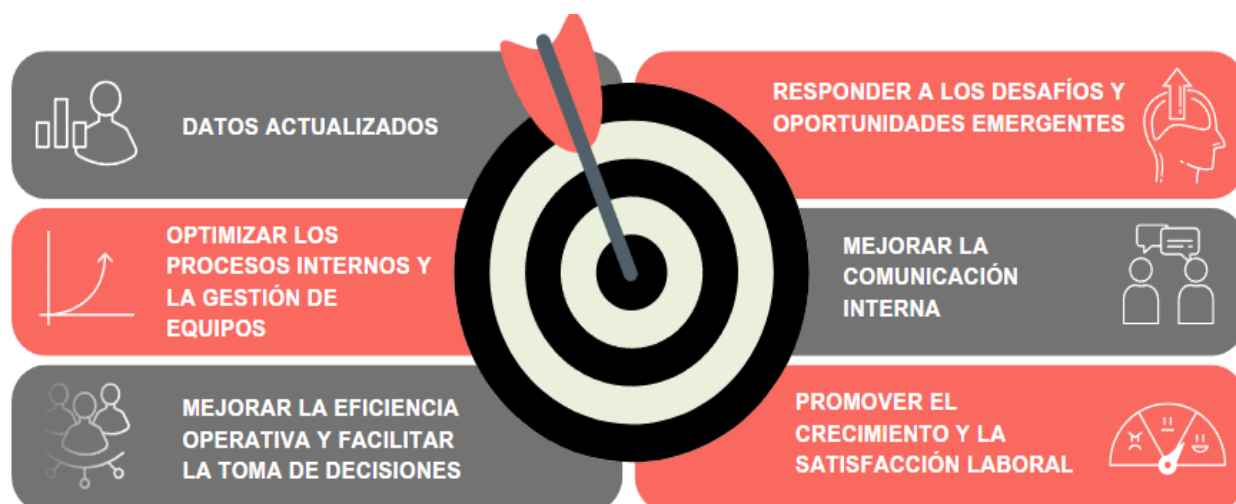 DATOS ACTUALIZADOS
OPTIMIZAR LOS
PROCESOS INTERNOS Y
LA GESTIÓN DE
EQUIPOS
MEJORAR LA EFICIENCIA
OPERATIVA Y FACILITAR
LA TOMA DE DECISIONES
RESPONDER A LOS DESAFÍOS Y
OPORTUNIDADES EMERGENTES
MEJORAR LA
COMUNICACIÓN
INTERNA
PROMOVER EL
CRECIMIENTO Y LA
SATISFACCIÓN LABORAL